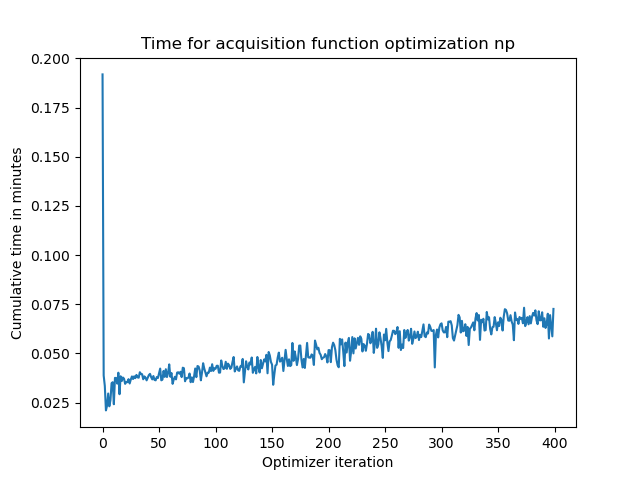 Time for acquisition function optimization np
Cumulative time in minutes
0.200
0.175
0.150
0.125
0.100
0.075
0.050
0.025
0 50 100 150 200 250 300 350 400
Optimizer iteration